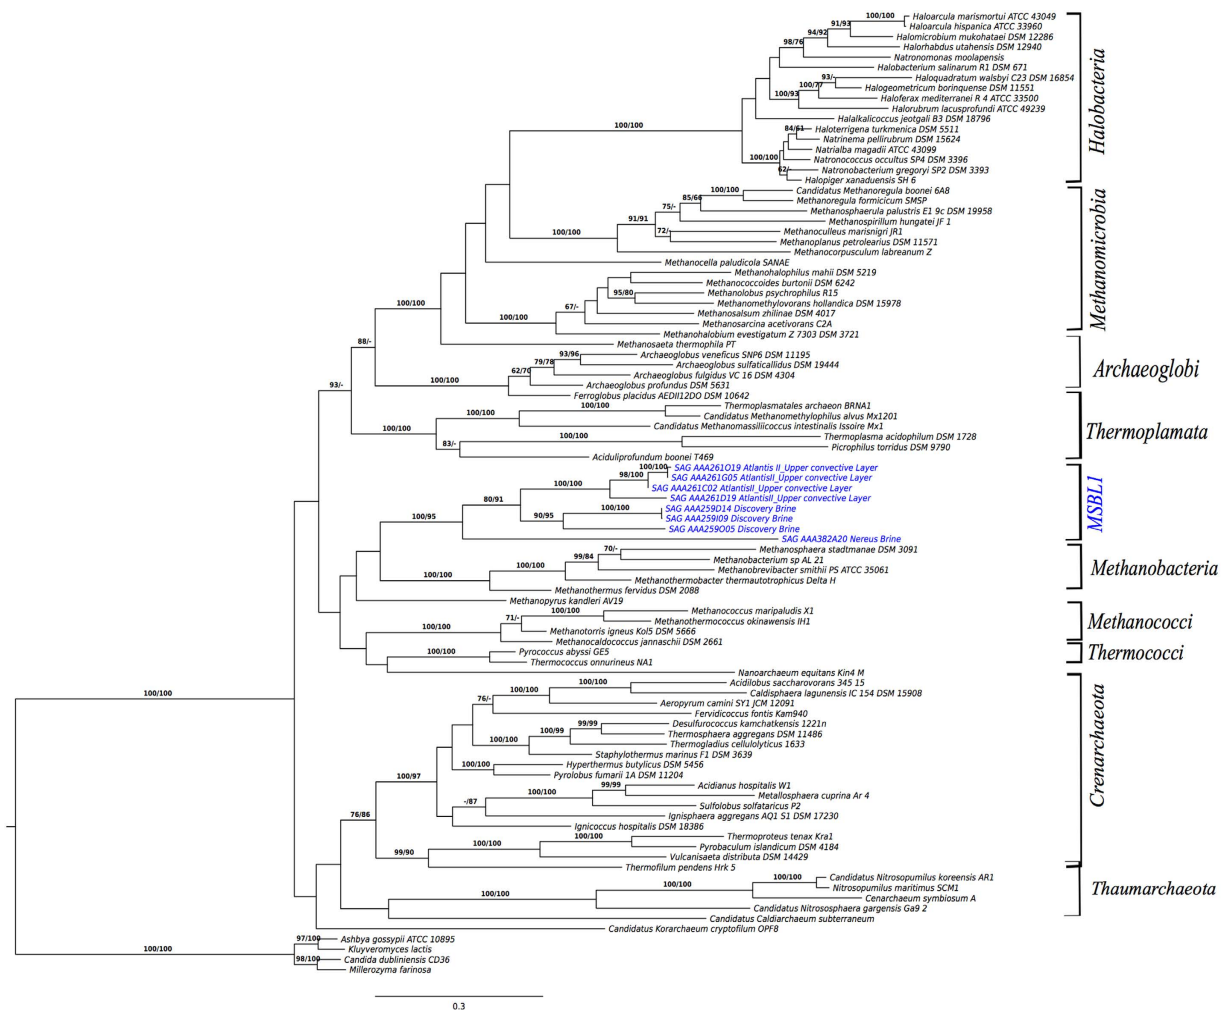 100/100 Haloarcula marismortui ATCC 43049
91/93 Haloarcula hispanica ATCC 33960
94/92 Halomicrobium mukohataei DSM 12286
98/76 Halorhabdus utahensis DSM 12940
Natronomonas moolapensis
Halobacterium salinarum R1 DSM 671
93/- Haloquadratum walsbyi C23 DSM 16854
100/77 Halogeometricum borinquense DSM 11551
100/93 Haloferax mediterranei R 4 ATCC 33500
Halorubrum lacusprofundi ATCC 49239
Halalkalicoccus jeotgali B3 DSM 18796
100/100 84/61 Haloterrigena turkmenica DSM 5511
Natrinema pellirubrum DSM 15624
Natrialba magadii ATCC 43099
100/100 Natronococcus occultus SP4 DSM 3396
62/- Natronobacterium gregoryi SP2 DSM 3393
Halopiger xanaduensis SH 6
Halobacteria
100/100 Candidatus Methanoregula boonei 6A8
85/66 Methanoregula formicicum SMSP
75/- Methanosphaerula palustris E1 9c DSM 19958
91/91 Methanospirillum hungatei JF 1
72/- Methanoculleus marisnigri JR1
100/100 Methanoplanus petrolearius DSM 11571
Methanocorpusculum labreanum Z
Methanocella paludicola SANAE
Methanohalophilus mahii DSM 5219
Methanococcoides burtonii DSM 6242
95/80 Methanolobus psychrophilus R15
100/100 67/- Methanomethylovorans hollandica DSM 15978
Methanosalsum zhilinae DSM 4017
100/100 Methanosarcina acetivorans C2A
Methanohalobium evestigatum Z 7303 DSM 3721
Methanosaeta thermophila PT
Methanomicrobia
88/- 93/96 Archaeoglobus veneficus SNP6 DSM 11195
79/78 Archaeoglobus sulfaticallidus DSM 19444
62/70 Archaeoglobus fulgidus VC 16 DSM 4304
100/100 Archaeoglobus profundus DSM 5631
93/- Ferroglobus placidus AEDII12DO DSM 10642
Archaeoglobi
100/100 Thermoplasmatales archaeon BRNA1
100/100 Candidatus Methanomethylophilus alvus Mx1201
Candidatus Methanomassiliicoccus intestinalis Issoire Mx1
100/100 100/100 Thermoplasma acidophilum DSM 1728
83/- Picrophilus torridus DSM 9790
Aciduliprofundum boonei T469
Thermoplamata
100/100 SAG AAA261O19 Atlantis II_Upper convective Layer
98/100 SAG AAA261G05 AtlantisII_Upper convective Layer
100/100 SAG AAA261C02 AtlantisII_Upper convective Layer
80/91 SAG AAA261D19 AtlantisII_Upper convective Layer
100/100 SAG AAA259D14 Discovery Brine
90/95 SAG AAA259I09 Discovery Brine
100/95 SAG AAA259O05 Discovery Brine
SAG AAA382A20 Nereus Brine
MSBL1
70/- Methanosphaera stadtmanae DSM 3091
99/84 Methanobacterium sp AL 21
100/100 Methanobrevibacter smithii PS ATCC 35061
100/100 Methanothermobacter thermautotrophicus Delta H
Methanothermus fervidus DSM 2088
Methanobacteria
Methanopyrus kandleri AV19
100/100 Methanococcus maripaludis X1
71/- Methanothermococcus okinawensis IH1
Methanotorris igneus Kol5 DSM 5666
Methanocaldococcus jannaschii DSM 2661
Methanococci
100/100 Pyrococcus abyssi GE5
Thermococcus onnurineus NA1
Thermococci
Nanoarchaeum equitans Kin4 M
100/100 Acidilobus saccharovorans 345 15
100/100 Caldisphaera lagunensis IC 154 DSM 15908
76/- Aeropyrum camini SY1 JCM 12091
Fervidicoccus fontis Kam940
100/100 99/99 Desulfurococcus kamchatkensis 1221n
100/99 Thermosphaera aggregans DSM 11486
100/100 Thermogladius cellulolyticus 1633
Staphylothermus marinus F1 DSM 3639
Hyperthermus butylicus DSM 5456
100/97 100/100 Pyrolobus fumarii 1A DSM 11204
99/99 Acidianus hospitalis W1
100/100 Metallosphaera cuprina Ar 4
-/87 Sulfolobus solfataricus P2
Ignisphaera aggregans AQ1 S1 DSM 17230
76/86 Ignicoccus hospitalis DSM 18386
100/100 Thermoproteus tenax Kra1
100/100 Pyrobaculum islandicum DSM 4184
99/90 Vulcanisaeta distributa DSM 14429
Thermofilum pendens Hrk 5
Crenarchaeota
100/100 Candidatus Nitrosopumilus koreensis AR1
100/100 Nitrosopumilus maritimus SCM1
100/100 Cenarchaeum symbiosum A
Candidatus Nitrososphaera gargensis Ga9 2
Candidatus Caldiarchaeum subterraneum
Thaumarchaeota
Candidatus Korarchaeum cryptofilum OPF8
97/100 Ashbya gossypii ATCC 10895
100/100 Kluyveromyces lactis
98/100 Candida dubliniensis CD36
Millerozyma farinosa
0.3